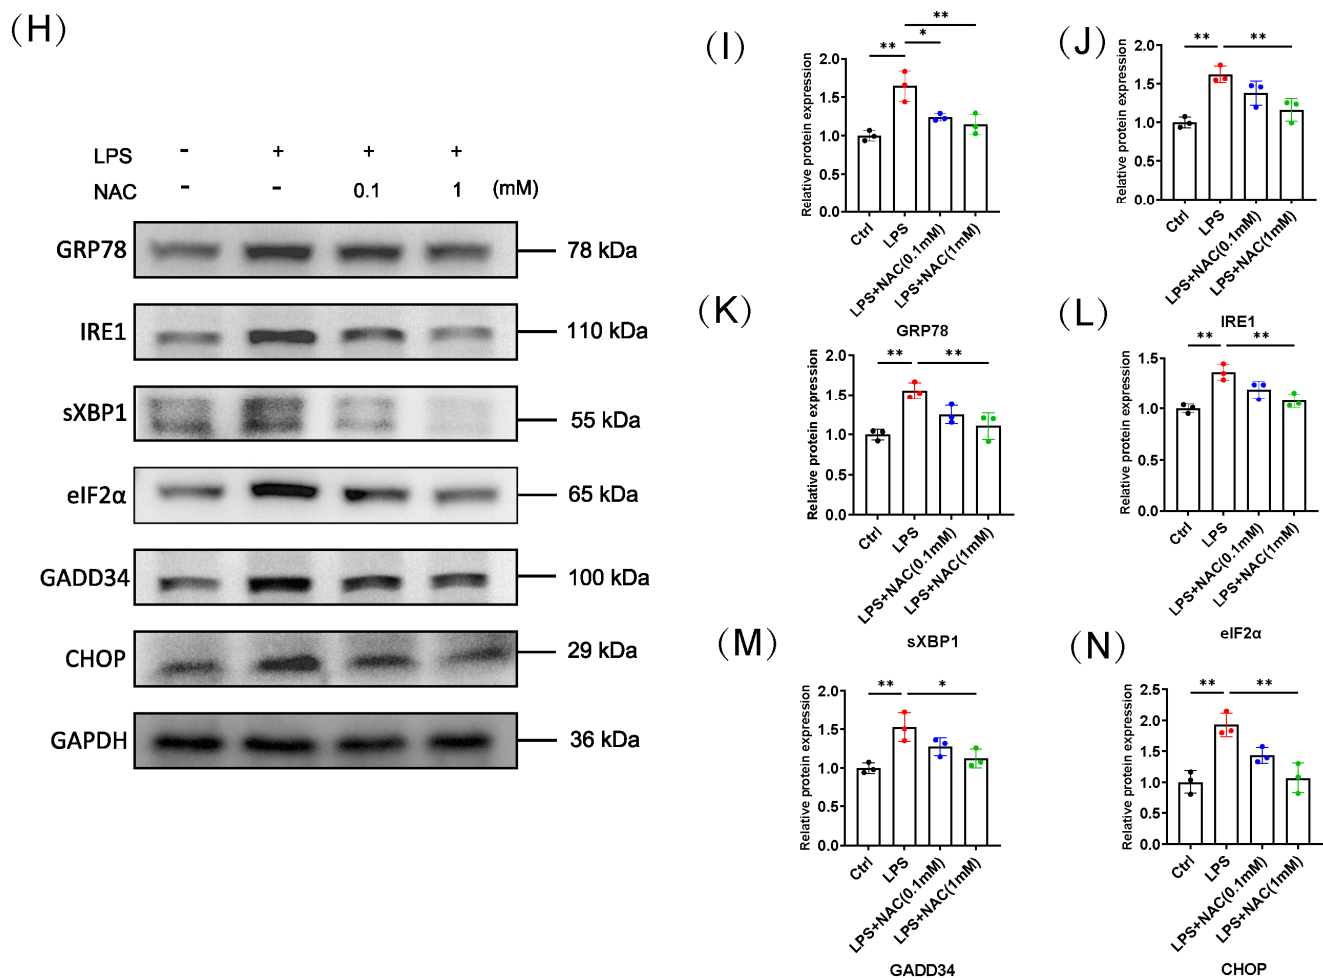 (H)
LPS - + + +
NAC - - 0.1 1 (mM)
GRP78 78 kDa
IRE1 110 kDa
sXBP1 55 kDa
eIF2α 65 kDa
GADD34 100 kDa
CHOP 29 kDa
GAPDH 36 kDa
(I)
Relative protein expression
2.0
1.5
1.0
0.5
0.0
** * **
Ctrl
LPS
LPS+NAC(0.1mM)
LPS+NAC(1mM)
GRP78
(J)
Relative protein expression
2.0
1.5
1.0
0.5
0.0
** **
Ctrl
LPS
LPS+NAC(0.1mM)
LPS+NAC(1mM)
IRE1
(K)
Relative protein expression
2.0
1.5
1.0
0.5
0.0
** **
Ctrl
LPS
LPS+NAC(0.1mM)
LPS+NAC(1mM)
sXBP1
(L)
Relative protein expression
1.5
1.0
0.5
0.0
** **
Ctrl
LPS
LPS+NAC(0.1mM)
LPS+NAC(1mM)
eIF2α
(M)
Relative protein expression
2.0
1.5
1.0
0.5
0.0
** *
Ctrl
LPS
LPS+NAC(0.1mM)
LPS+NAC(1mM)
GADD34
(N)
Relative protein expression
2.5
2.0
1.5
1.0
0.5
0.0
** **
Ctrl
LPS
LPS+NAC(0.1mM)
LPS+NAC(1mM)
CHOP